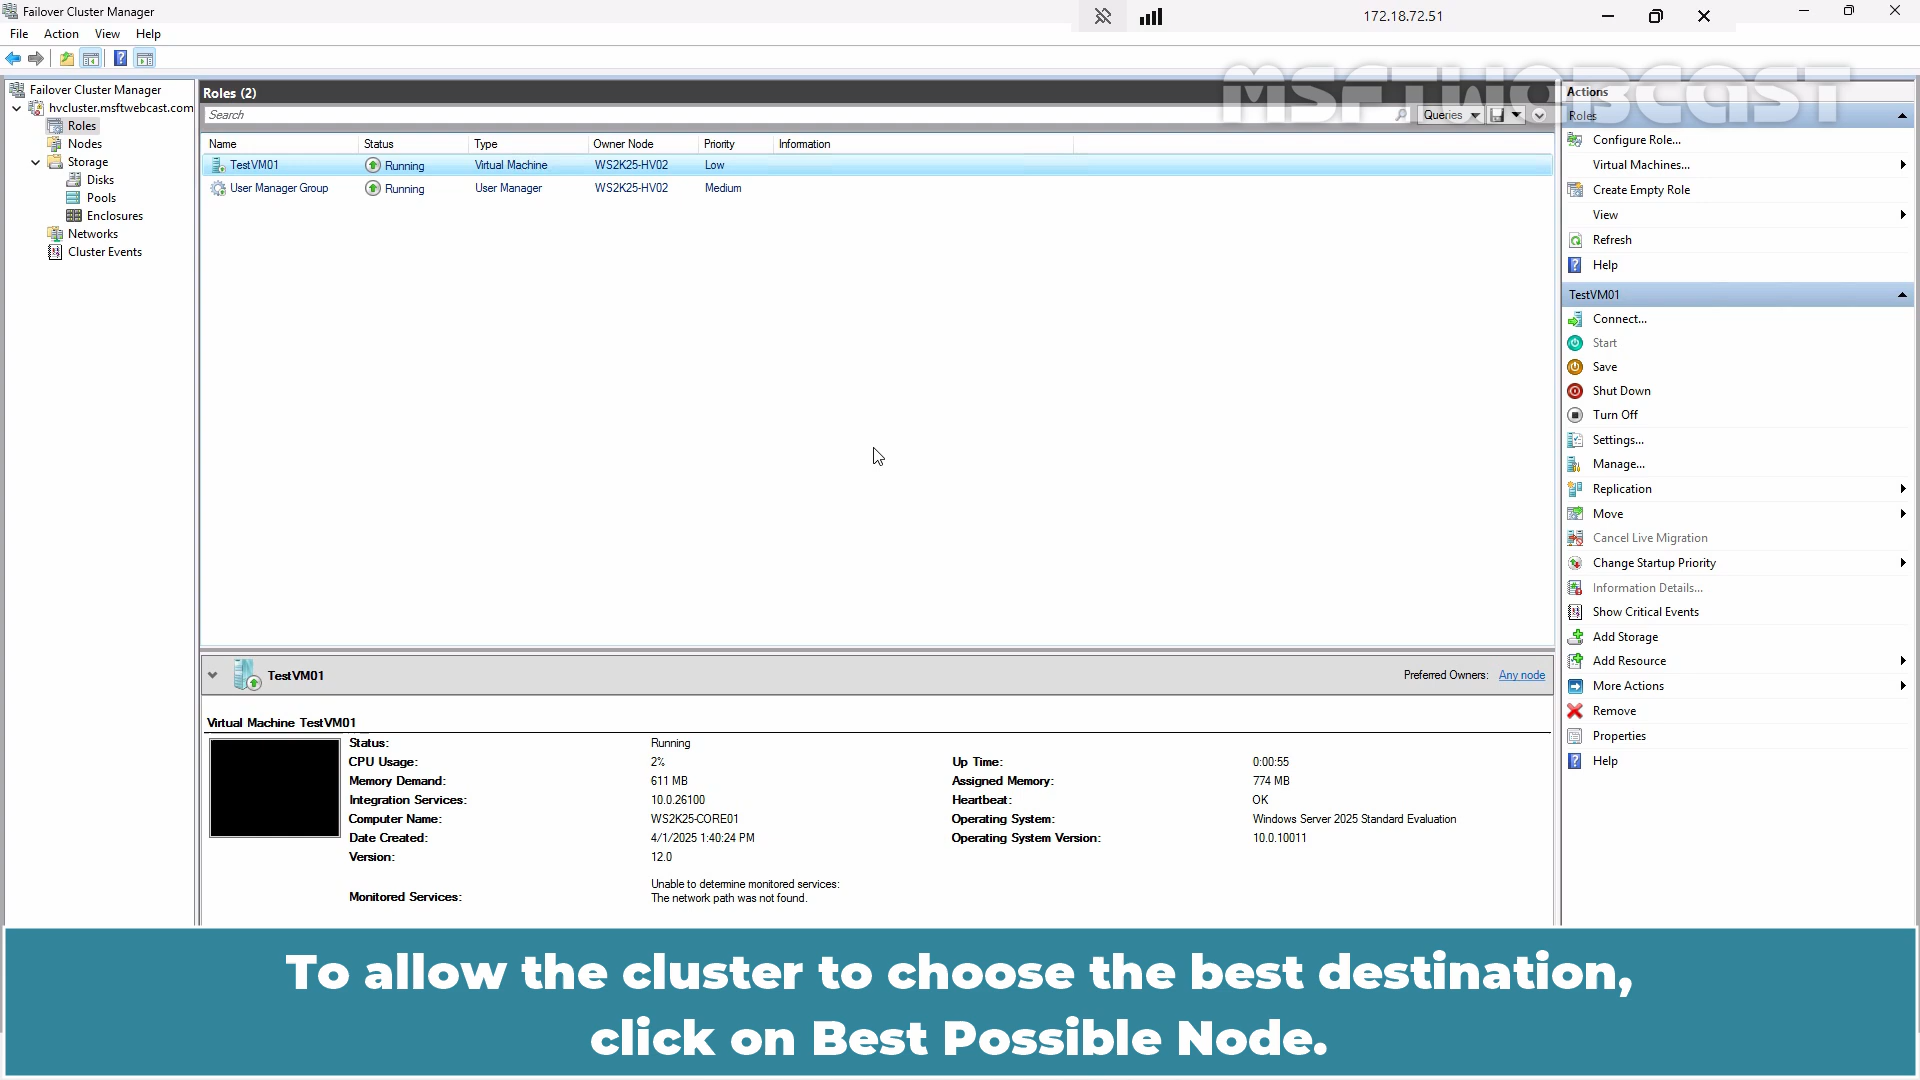 Failover Cluster Manager
172.18.72.51
File Action View Help
MSFTWEBCAST
Failover Cluster Manager
hvcluster.msftwebcast.com
Roles
Nodes
Storage
Disks
Pools
Enclosures
Networks
Cluster Events
Roles (2)
Search
Queries
Name Status Type Owner Node Priority Information
TestVM01 Running Virtual Machine WS2K25-HV02 Low
User Manager Group Running User Manager WS2K25-HV02 Medium
TestVM01
Preferred Owners: Any node
Virtual Machine TestVM01
Status: Running
CPU Usage: 2% Up Time: 0:00:55
Memory Demand: 611 MB Assigned Memory: 774 MB
Integration Services: 10.0.26100 Heartbeat: OK
Computer Name: WS2K25-CORE01 Operating System: Windows Server 2025 Standard Evaluation
Date Created: 4/1/2025 1:40:24 PM Operating System Version: 10.0.10011
Version: 12.0
Monitored Services: Unable to determine monitored services:
The network path was not found.
Actions
Roles
Configure Role...
Virtual Machines...
Create Empty Role
View
Refresh
Help
TestVM01
Connect...
Start
Save
Shut Down
Turn Off
Settings...
Manage...
Replication
Move
Cancel Live Migration
Change Startup Priority
Information Details...
Show Critical Events
Add Storage
Add Resource
More Actions
Remove
Properties
Help
To allow the cluster to choose the best destination,
click on Best Possible Node.